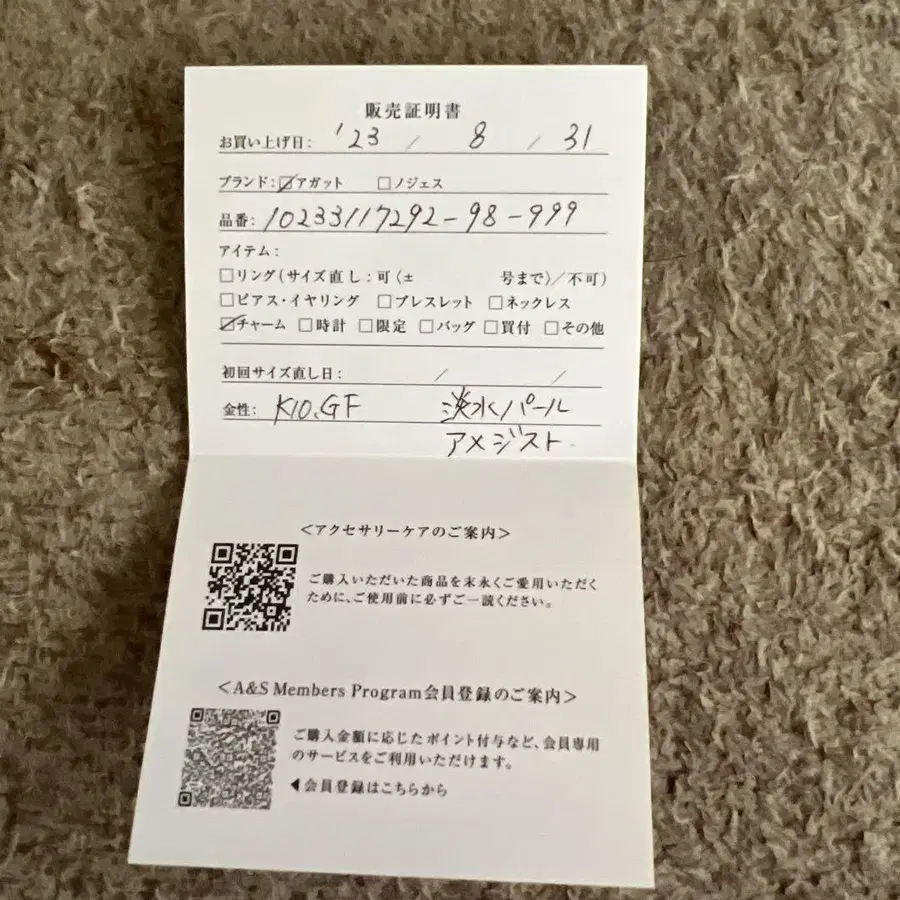 販売証明書
お買い上げ日: '23 / 8 / 31
ブランド: ☑アガット □ノジェス
品番: 10233117292-98-999
アイテム:
□リング(サイズ直し:可(± 号まで)/不可)
□ピアス・イヤリング □ブレスレット □ネックレス
☑チャーム □時計 □限定 □バッグ □買付 □その他
初回サイズ直し日: / /
金性: K10.GF 淡水パール
アメジスト
<アクセサリーケアのご案内>
ご購入いただいた商品を末永くご愛用いただく
ために、ご使用前に必ずご一読ください。
<A&S Members Program会員登録のご案内>
ご購入金額に応じたポイント付与など、会員専用
のサービスをご利用いただけます。
◀会員登録はこちらから